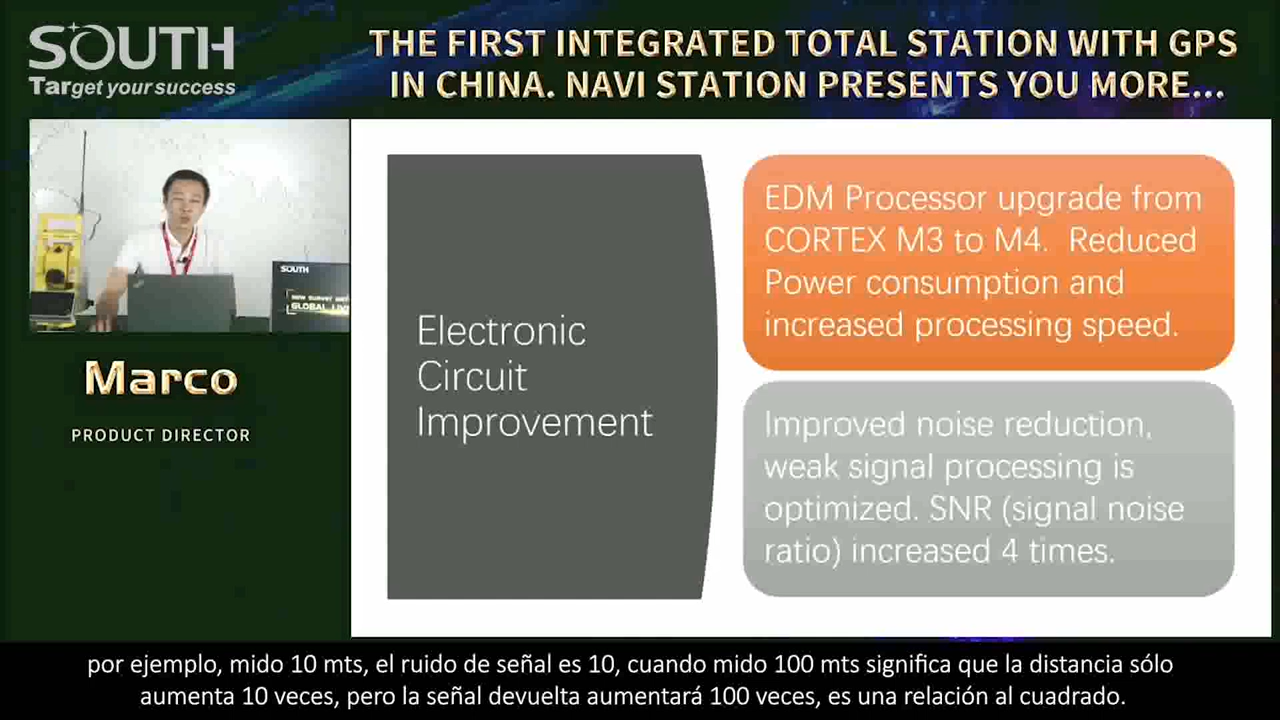 SOUTH
Target your success
THE FIRST INTEGRATED TOTAL STATION WITH GPS
IN CHINA. NAVI STATION PRESENTS YOU MORE...
SOUTH
GLOBAL LIVE
Marco
PRODUCT DIRECTOR
Electronic
Circuit
Improvement
EDM Processor upgrade from
CORTEX M3 to M4. Reduced
Power consumption and
increased processing speed.
Improved noise reduction,
weak signal processing is
optimized. SNR (signal noise
ratio) increased 4 times.
por ejemplo, mido 10 mts, el ruido de señal es 10, cuando mido 100 mts significa que la distancia sólo
aumenta 10 veces, pero la señal devuelta aumentará 100 veces, es una relación al cuadrado.